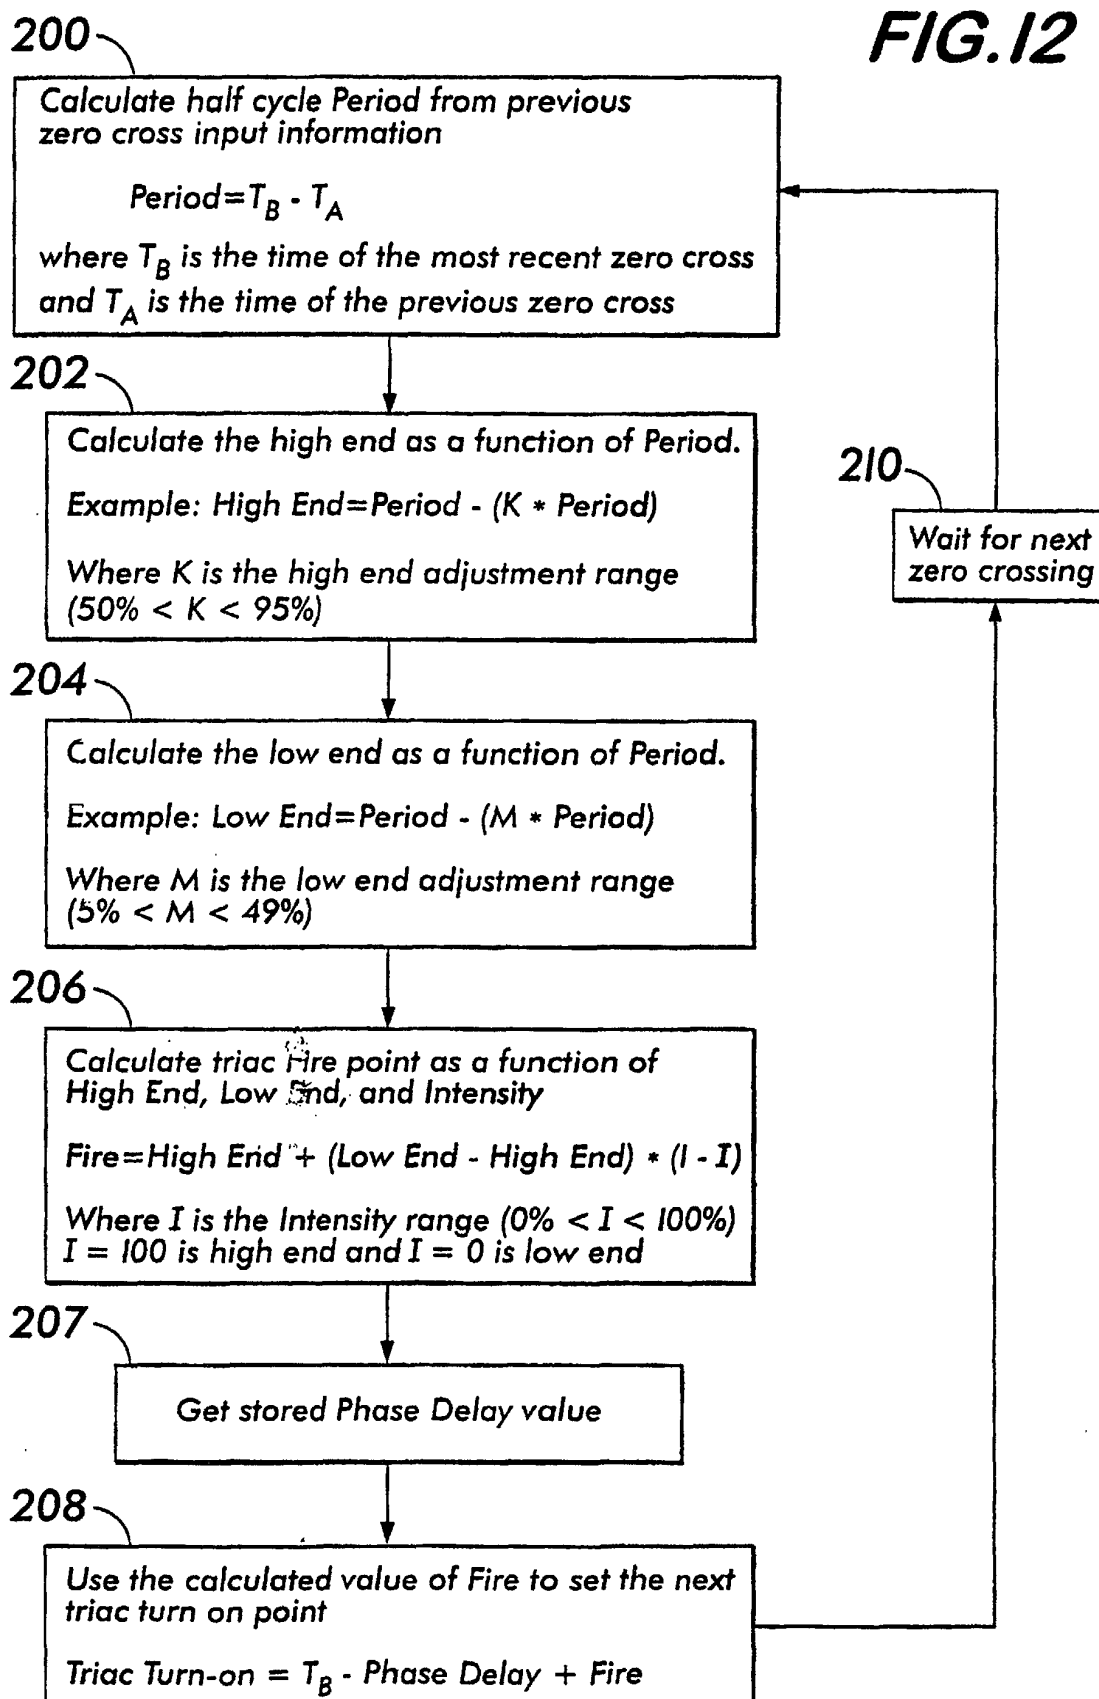 FIG.12
200
Calculate half cycle Period from previous
zero cross input information
Period=T_B - T_A
where T_B is the time of the most recent zero cross
and T_A is the time of the previous zero cross
202
Calculate the high end as a function of Period.
Example: High End=Period - (K * Period)
Where K is the high end adjustment range
(50% < K < 95%)
210
Wait for next
zero crossing
204
Calculate the low end as a function of Period.
Example: Low End=Period - (M * Period)
Where M is the low end adjustment range
(5% < M < 49%)
206
Calculate triac Fire point as a function of
High End, Low End, and Intensity
Fire=High End + (Low End - High End) * (1 - I)
Where I is the Intensity range (0% < I < 100%)
I = 100 is high end and I = 0 is low end
207
Get stored Phase Delay value
208
Use the calculated value of Fire to set the next
triac turn on point
Triac Turn-on = T_B - Phase Delay + Fire